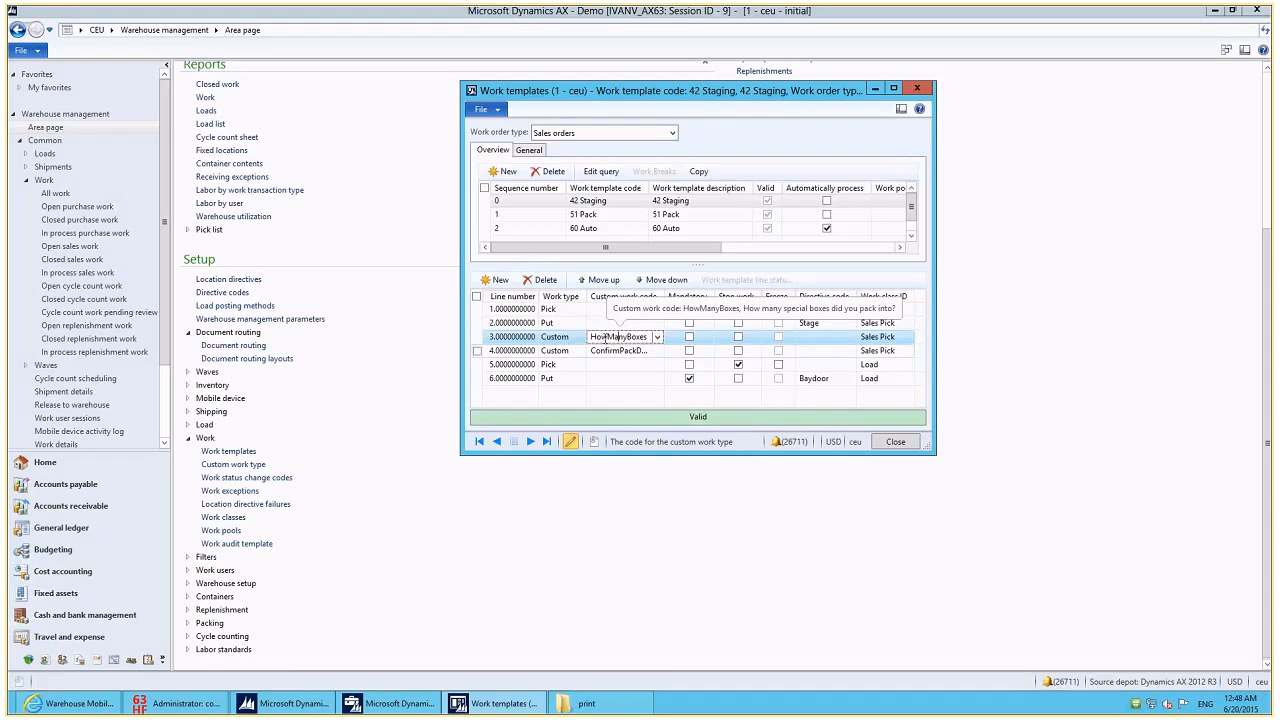 Microsoft Dynamics AX - Demo [IVANV_AX63: Session ID - 9] - [1 - ceu - initial]
CEU
Warehouse management
Area page
File
Favorites
My favorites
Warehouse management
Area page
Common
Loads
Shipments
Work
All work
Open purchase work
Closed purchase work
In process purchase work
Open sales work
Closed sales work
In process sales work
Open cycle count work
Closed cycle count work
Cycle count work pending review
Open replenishment work
Closed replenishment work
In process replenishment work
Waves
Cycle count scheduling
Shipment details
Release to warehouse
Work user sessions
Mobile device activity log
Work details
Home
Accounts payable
Accounts receivable
General ledger
Budgeting
Cost accounting
Fixed assets
Cash and bank management
Travel and expense
Reports
Closed work
Work
Loads
Load list
Cycle count sheet
Fixed locations
Container contents
Receiving exceptions
Labor by work transaction type
Labor by user
Warehouse utilization
Pick list
Setup
Location directives
Directive codes
Load posting methods
Warehouse management parameters
Document routing
Document routing
Document routing layouts
Waves
Inventory
Mobile device
Shipping
Load
Work
Work templates
Custom work type
Work status change codes
Work exceptions
Location directive failures
Work classes
Work pools
Work audit template
Filters
Work users
Warehouse setup
Containers
Replenishment
Packing
Cycle counting
Labor standards
Replenishments
Work templates (1 - ceu) - Work template code: 42 Staging, 42 Staging, Work order typ...
File
Work order type: Sales orders
Overview General
New Delete Edit query Work Breaks Copy
Sequence number Work template code Work template description Valid Automatically process Work po
0 42 Staging 42 Staging
1 51 Pack 51 Pack
2 60 Auto 60 Auto
New Delete Move up Move down Work template line status...
Line number Work type Custom work code Mandatory Stop work Freeze Directive code Work class ID
1.0000000000 Pick
Custom work code: HowManyBoxes, How many special boxes did you pack into?
2.0000000000 Put Stage Sales Pick
3.0000000000 Custom HowManyBoxes Sales Pick
4.0000000000 Custom ConfirmPackD... Sales Pick
5.0000000000 Pick Load
6.0000000000 Put Baydoor Load
Valid
The code for the custom work type (26711) USD ceu Close
(26711) Source depot: Dynamics AX 2012 R3 USD ceu
Warehouse Mobil... Administrator: co... Microsoft Dynami... Microsoft Dynami... Work templates (... print
ENG
12:48 AM
6/20/2015